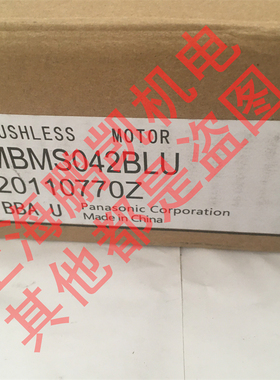 USHLESS MOTOR
MBMS042BLU
20110770Z
BBA U Panasonic Corporation
Made in China
上海鹏凯机电
其他都是盗图